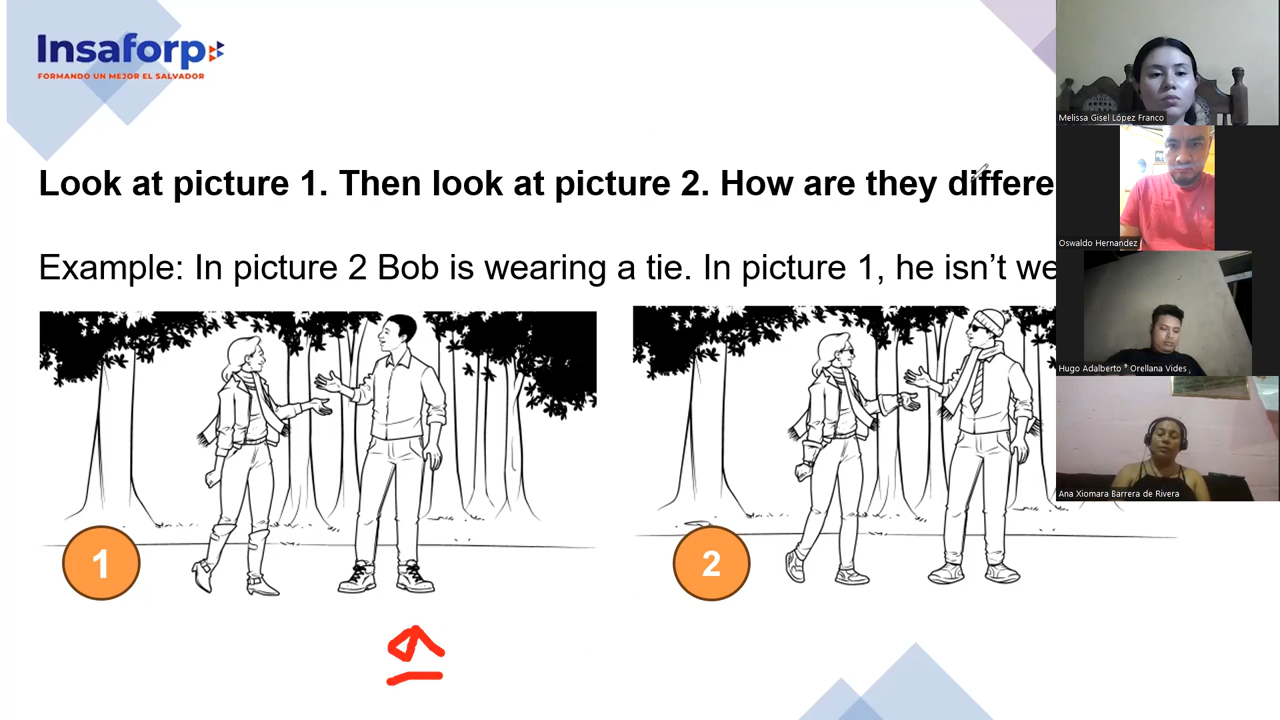 Insaforp
FORMANDO UN MEJOR EL SALVADOR
Look at picture 1. Then look at picture 2. How are they differe
Example: In picture 2 Bob is wearing a tie. In picture 1, he isn’t we
1
2
Melissa Gisel López Franco
Oswaldo Hernandez
Hugo Adalberto * Orellana Vides
Ana Xiomara Barrera de Rivera